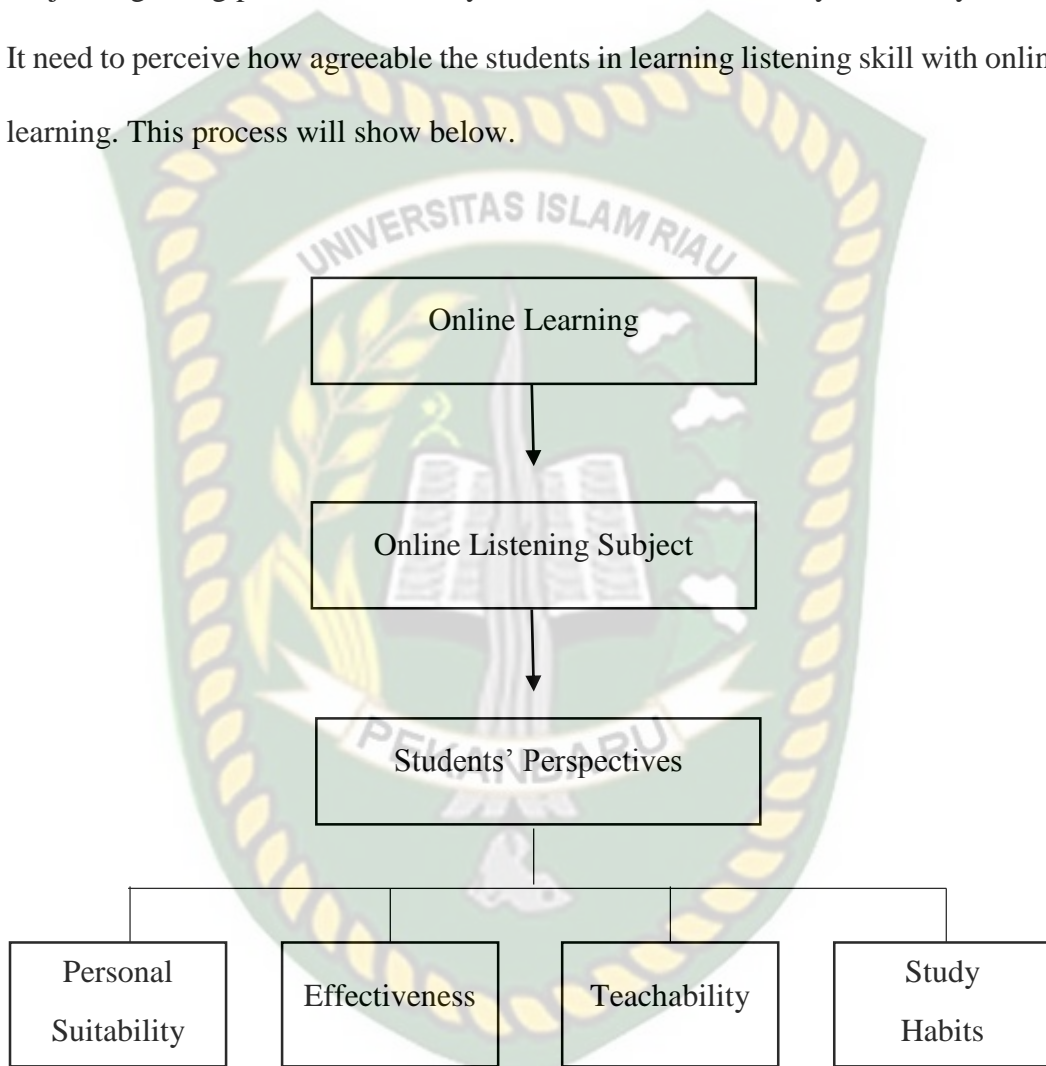 It need to perceive how agreeable the students in learning listening skill with onlin
learning. This process will show below.
UNIVERSITAS ISLAM RIAU
Online Learning
Online Listening Subject
PEKANBARU
Students’ Perspectives
Personal
Suitability
Effectiveness
Teachability
Study
Habits